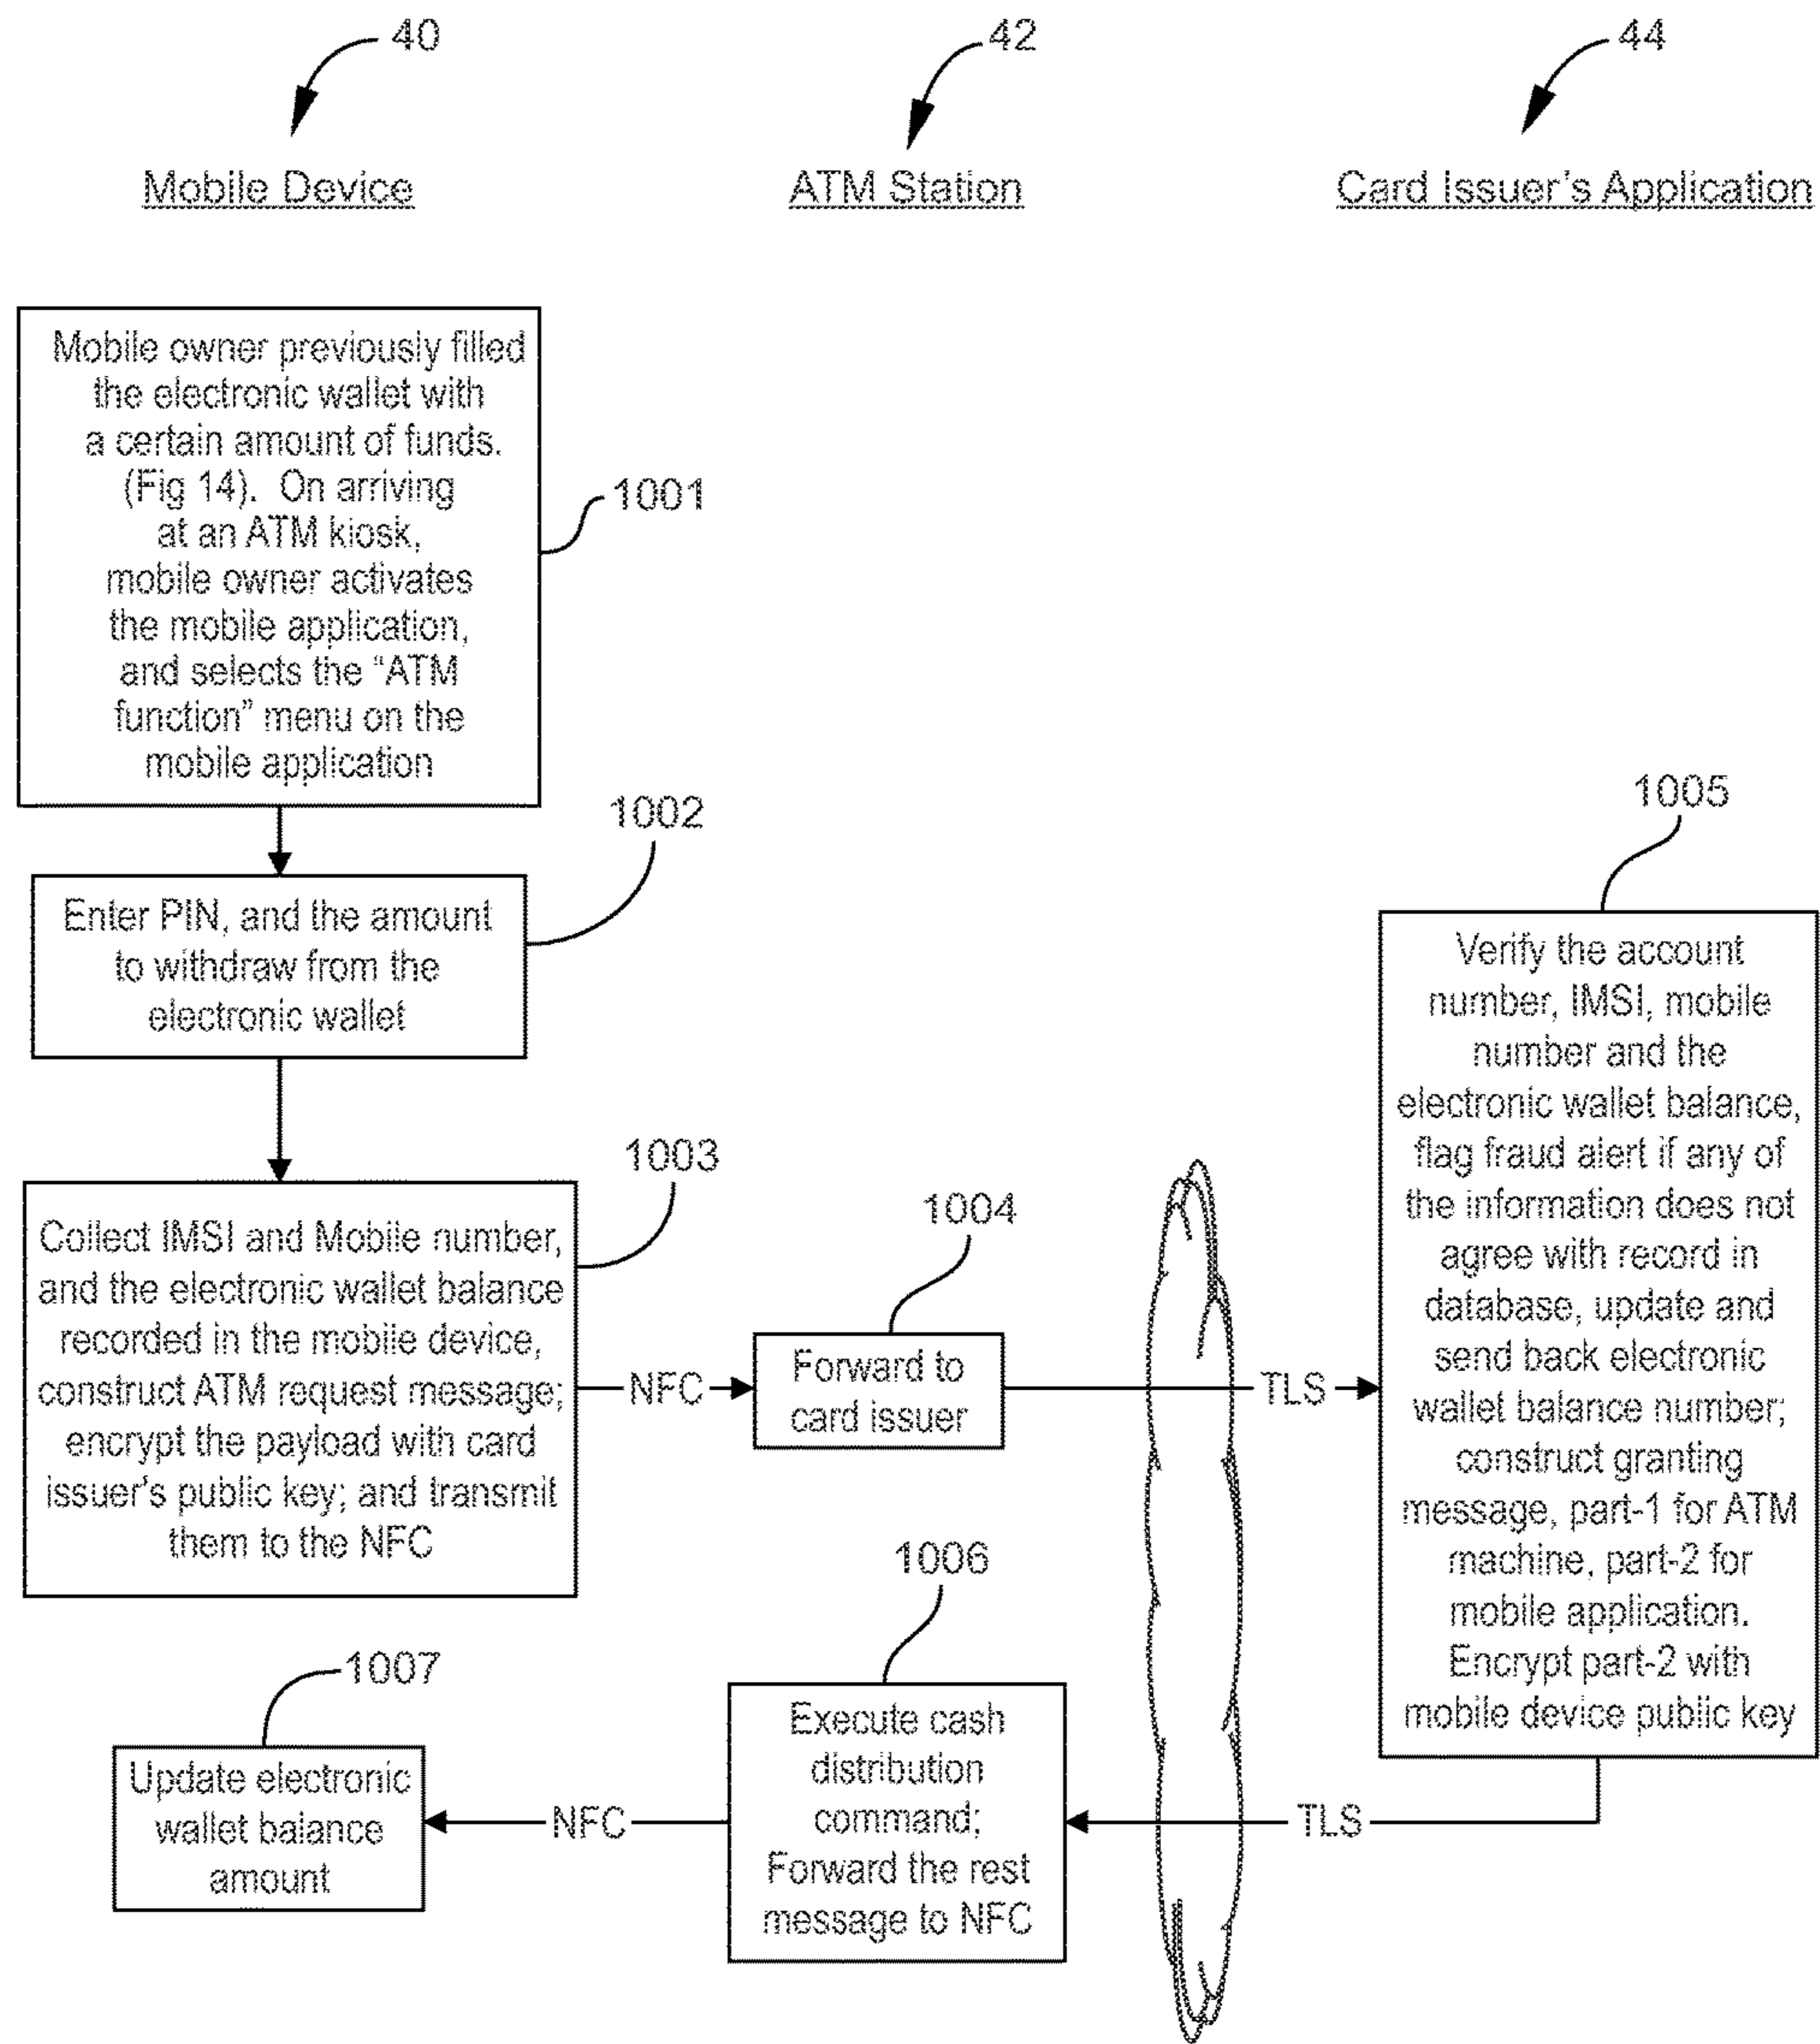 40
42
44
Mobile Device
ATM Station
Card Issuer's Application
Mobile owner previously filled
the electronic wallet with
a certain amount of funds.
(Fig 14). On arriving
at an ATM kiosk,
mobile owner activates
the mobile application,
and selects the “ATM
function” menu on the
mobile application
1001
1002
Enter PIN, and the amount
to withdraw from the
electronic wallet
1003
Collect IMSI and Mobile number,
and the electronic wallet balance
recorded in the mobile device,
construct ATM request message;
encrypt the payload with card
issuer's public key; and transmit
them to the NFC
NFC
1004
Forward to
card issuer
TLS
1005
Verify the account
number, IMSI, mobile
number and the
electronic wallet balance,
flag fraud alert if any of
the information does not
agree with record in
database, update and
send back electronic
wallet balance number;
construct granting
message, part-1 for ATM
machine, part-2 for
mobile application.
Encrypt part-2 with
mobile device public key
TLS
1006
Execute cash
distribution
command;
Forward the rest
message to NFC
NFC
1007
Update electronic
wallet balance
amount